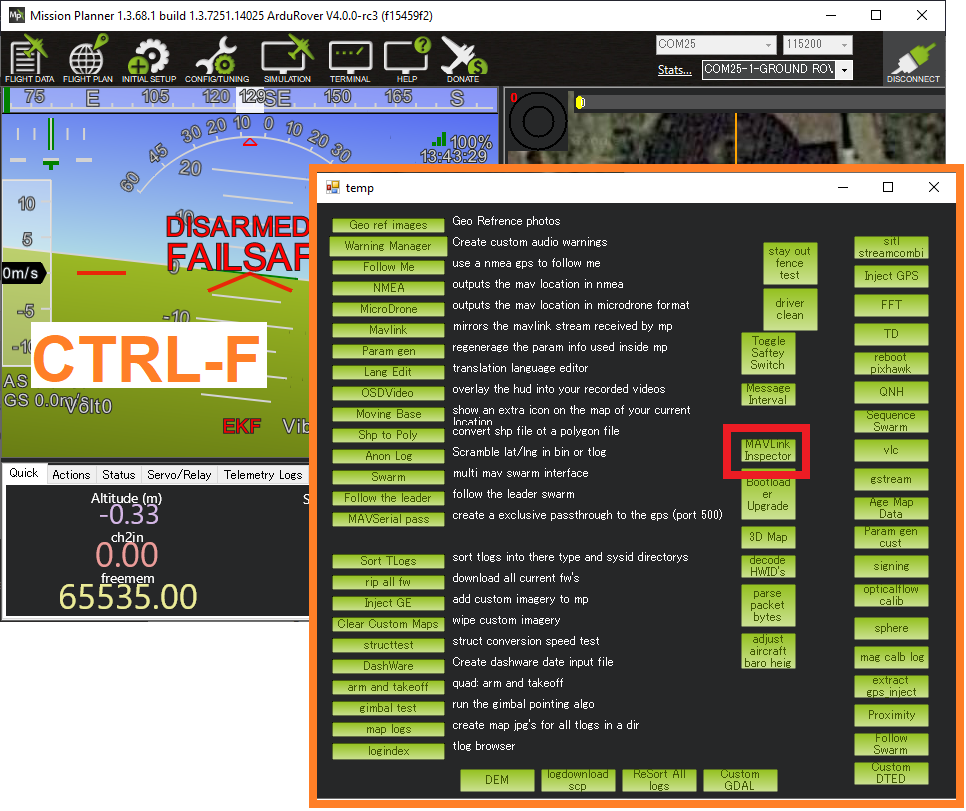 Mission Planner 1.3.68.1 build 1.3.7251.14025 ArduRover V4.0.0-rc3 (f15459f2)
FLIGHT DATA FLIGHT PLAN INITIAL SETUP CONFIG/TUNING SIMULATION TERMINAL HELP DONATE
COM25 115200
Stats... COM25-1-GROUND ROV
DISCONNECT
75 E 105 120 129 SE 150 165 S
0
60 45 30 20 10 0 10 20 30
100%
13:43:29
20
10
DISARMED
FAILSAF
10
5
0m/s
-5
-10
-10
AS
GS 0.0m/s
Volt0
EKF Vib
CTRL-F
Quick Actions Status Servo/Relay Telemetry Logs
Altitude (m)
-0.33
S
ch2in
0.00
freemem
65535.00
temp
Geo ref images Geo Refrence photos
Warning Manager Create custom audio warnings
Follow Me use a nmea gps to follow me
NMEA outputs the mav location in nmea
MicroDrone outputs the mav location in microdrone format
Mavlink mirrors the mavlink stream received by mp
Param gen regenerage the param info used inside mp
Lang Edit translation language editor
OSDVideo overlay the hud into your recorded videos
Moving Base show an extra icon on the map of your current
location
Shp to Poly convert shp file ot a polygon file
Anon Log Scramble lat/lng in bin or tlog
Swarm multi mav swarm interface
Follow the leader follow the leader swarm
MAVSerial pass create a exclusive passthrough to the gps (port 500)
Sort TLogs sort tlogs into there type and sysid directorys
rip all fw download all current fw's
Inject GE add custom imagery to mp
Clear Custom Maps wipe custom imagery
structtest struct conversion speed test
DashWare Create dashware date input file
arm and takeoff quad: arm and takeoff
gimbal test run the gimbal pointing algo
map logs create map jpg's for all tlogs in a dir
logindex tlog browser
stay out
fence
test
driver
clean
Toggle
Saftey
Switch
Message
Interval
MAVLink
Inspector
Bootload
er
Upgrade
3D Map
decode
HWID's
parse
packet
bytes
adjust
aircraft
baro heig
sitl
streamcombi
Inject GPS
FFT
TD
reboot
pixhawk
QNH
Sequence
Swarm
vlc
gstream
Age Map
Data
Param gen
cust
signing
opticalflow
calib
sphere
mag calb log
extract
gps inject
Proximity
Follow
Swarm
Custom
DTED
DEM
logdownload
scp
ReSort All
logs
Custom
GDAL